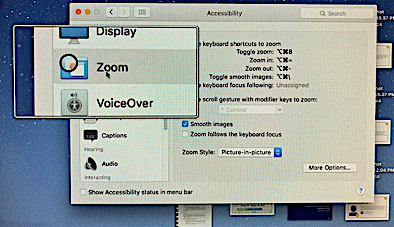 Accessibility
Search
Display
Zoom
VoiceOver
keyboard shortcuts to zoom
Toggle zoom: ⌥⌘8
Zoom in: ⌥⌘=
Zoom out: ⌥⌘-
Toggle smooth images: ⌥⌘\
keyboard focus following: Unassigned
scroll gesture with modifier keys to zoom:
Control
Smooth images
Zoom follows the keyboard focus
Captions
Hearing
Audio
Interacting
Zoom Style: Picture-in-picture
More Options...
Show Accessibility status in menu bar
?